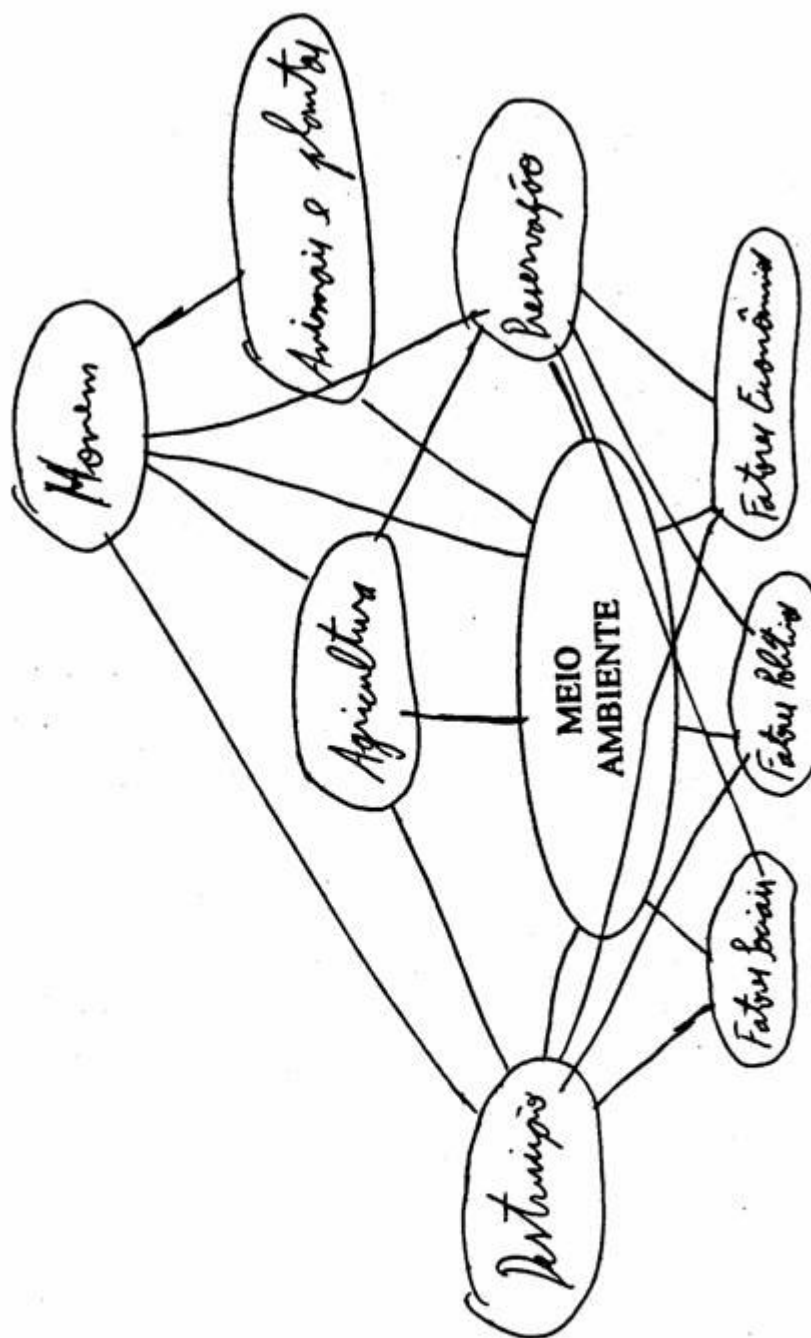 Homem
Animais e plantas
Agricultura
Preservação
MEIO
AMBIENTE
Destruição
Fatores Sociais
Fatores Políticos
Fatores Econômicos